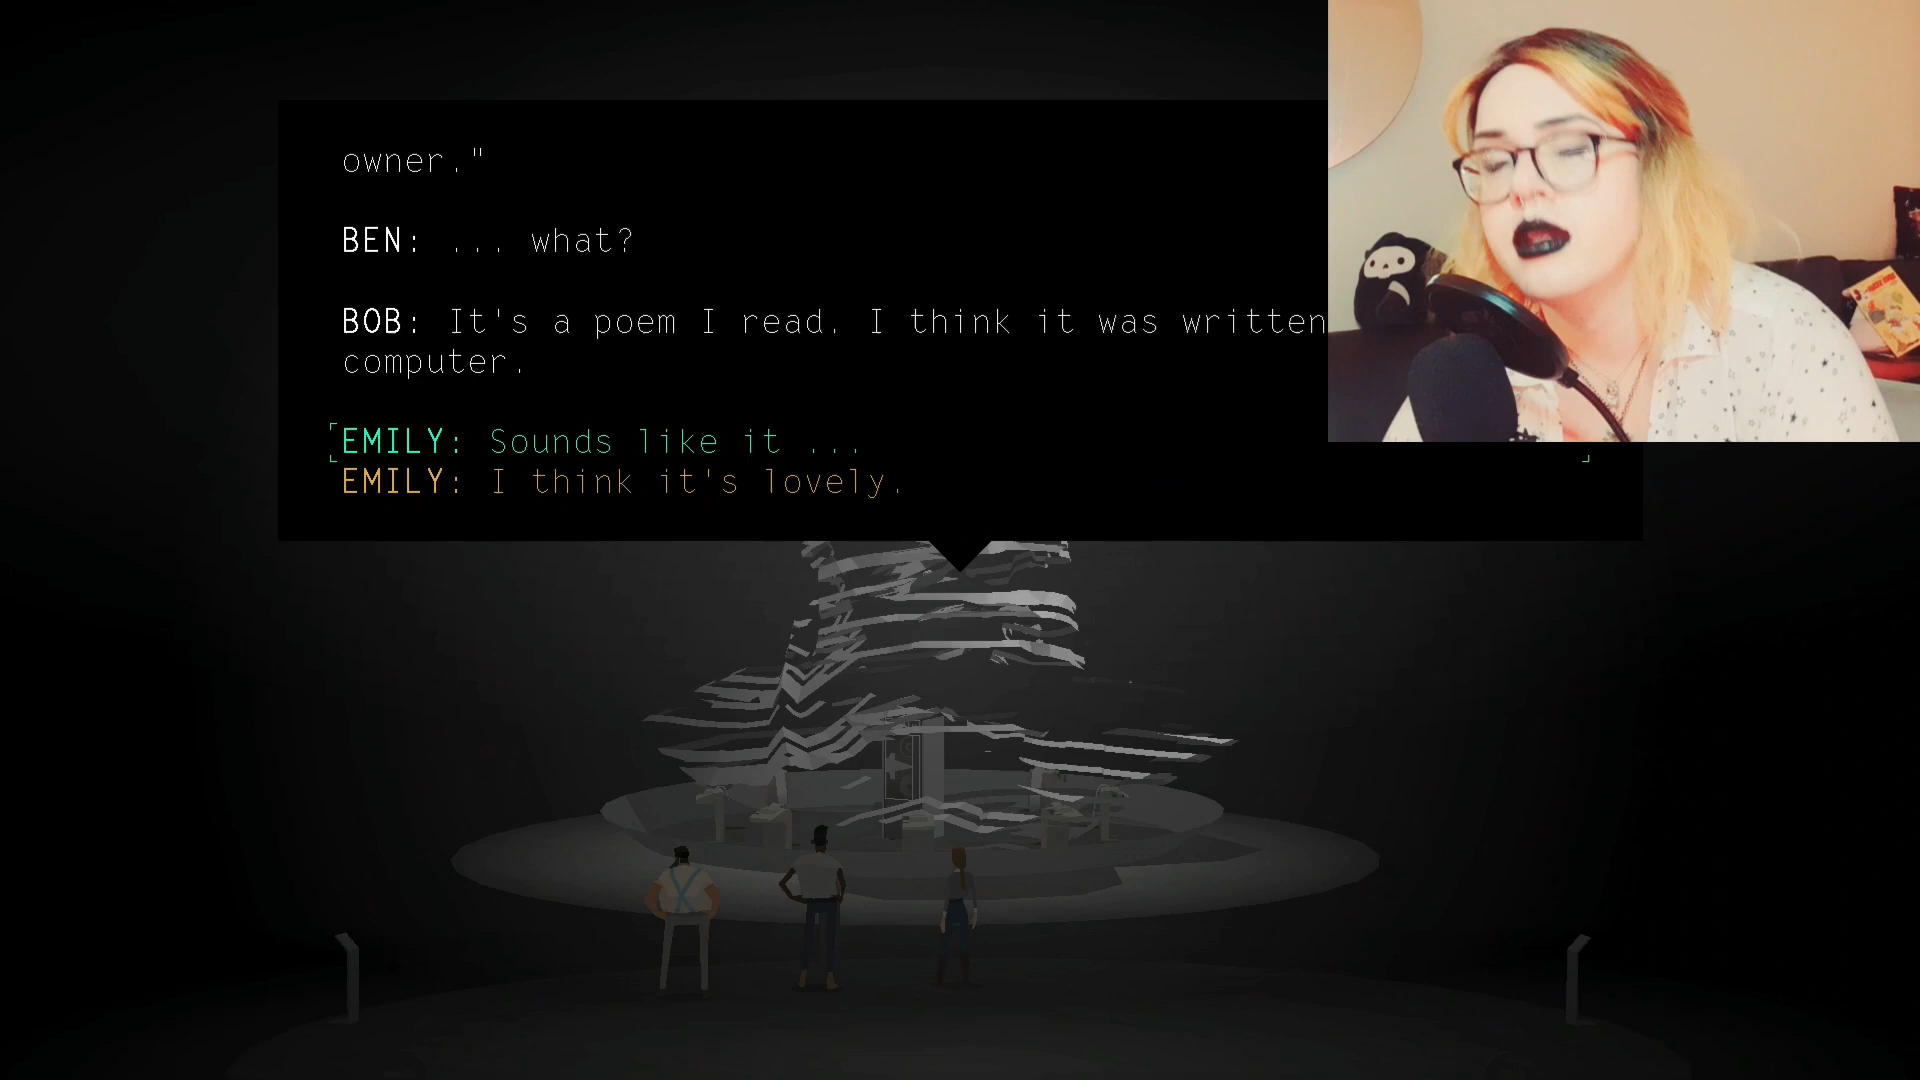 owner."
BEN: ... what?
BOB: It's a poem I read. I think it was written
computer.
EMILY: Sounds like it ...
EMILY: I think it's lovely.